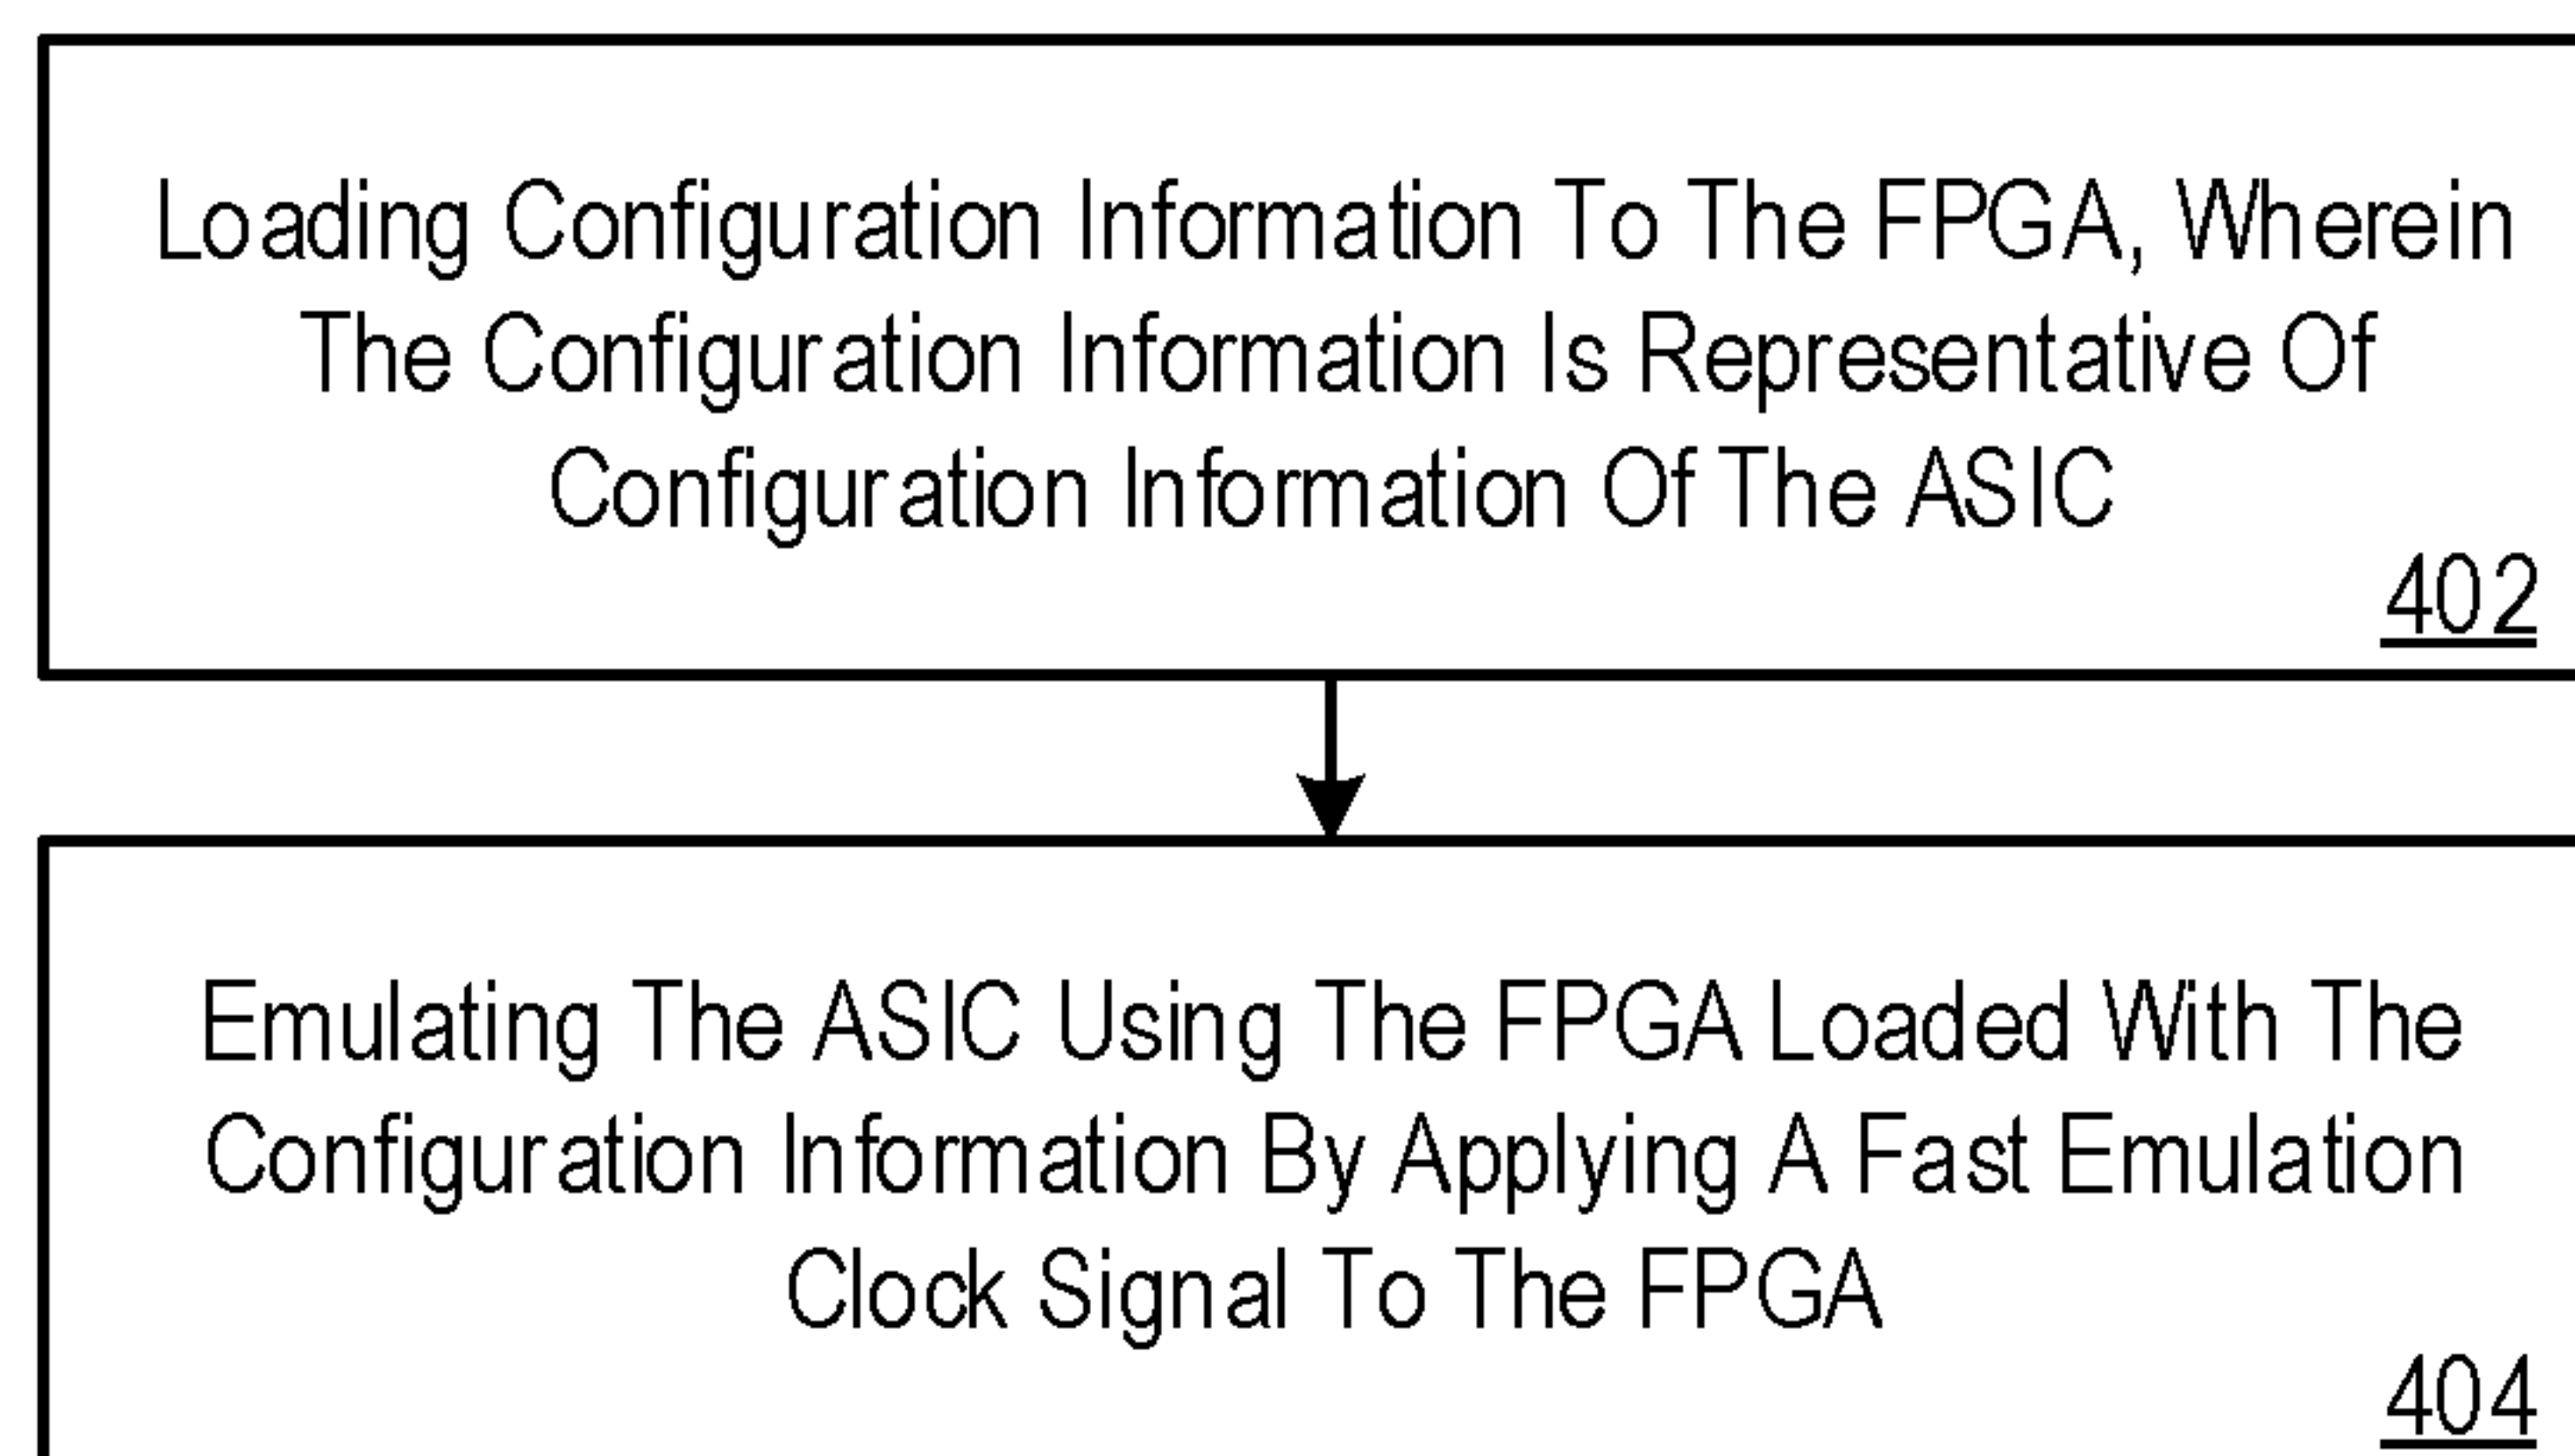 Loading Configuration Information To The FPGA, Wherein
The Configuration Information Is Representative Of
Configuration Information Of The ASIC
402
Emulating The ASIC Using The FPGA Loaded With The
Configuration Information By Applying A Fast Emulation
Clock Signal To The FPGA
404